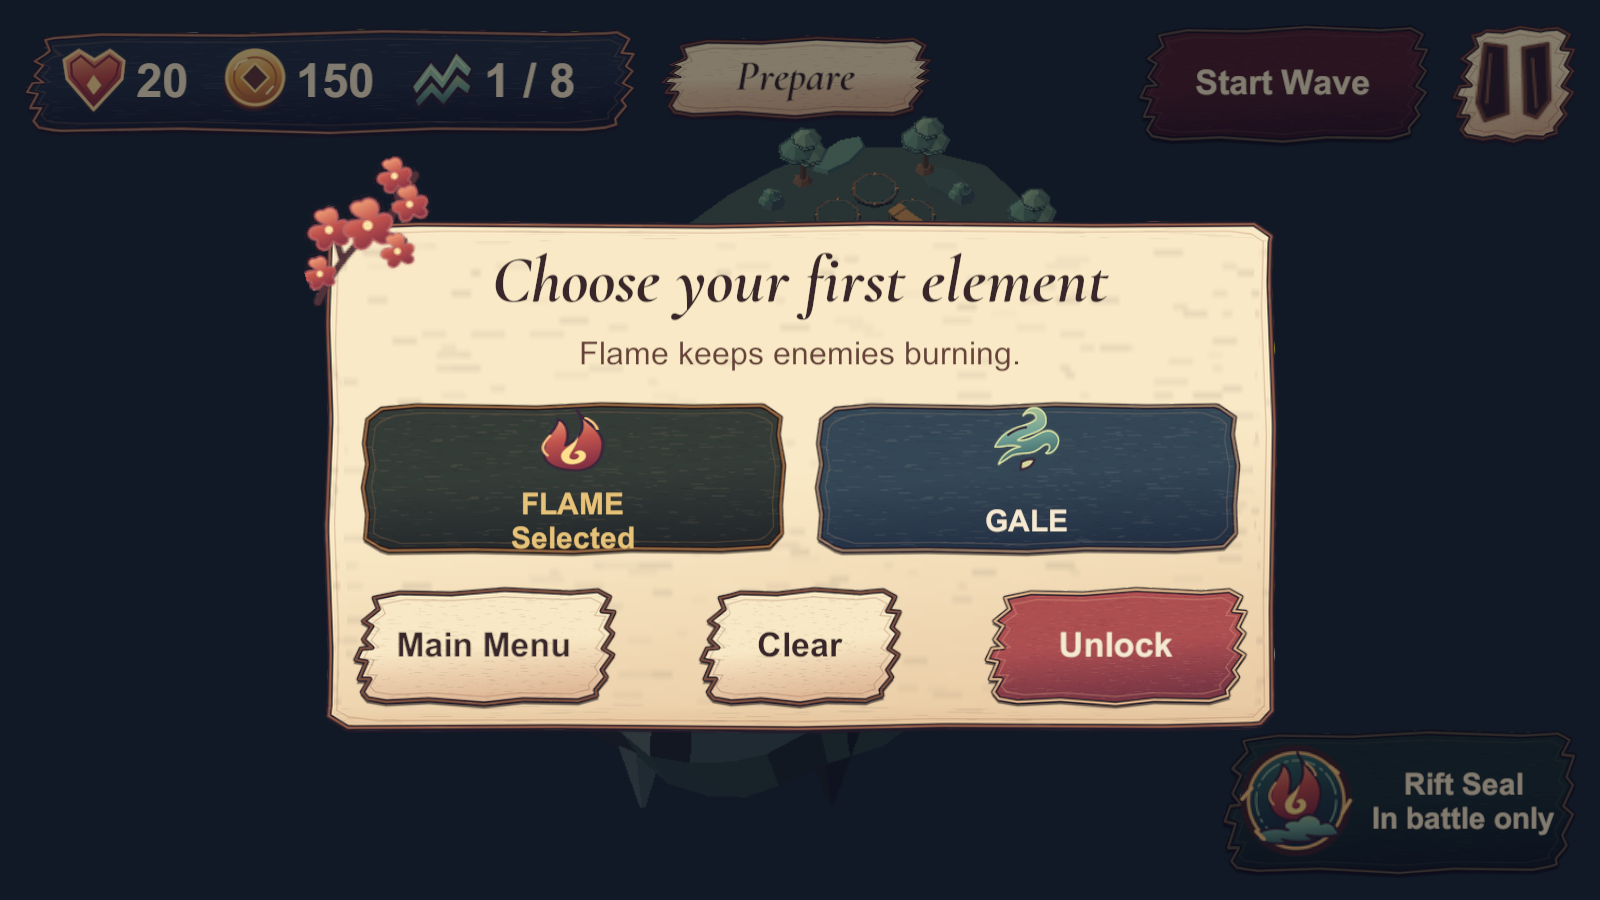 20 150 1 / 8
Prepare
Start Wave
Choose your first element
Flame keeps enemies burning.
FLAME
Selected
GALE
Main Menu
Clear
Unlock
Rift Seal
In battle only